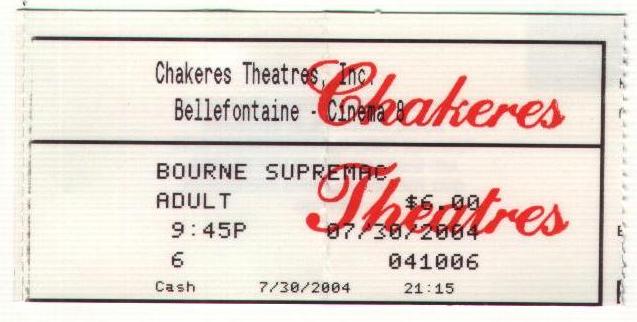 Chakeres Theatres, Inc.
Bellefontaine - Cinema 8
Chakeres
Theatres
BOURNE SUPREMAC
ADULT $6.00
9:45P 07/30/2004
6 041006
Cash 7/30/2004 21:15